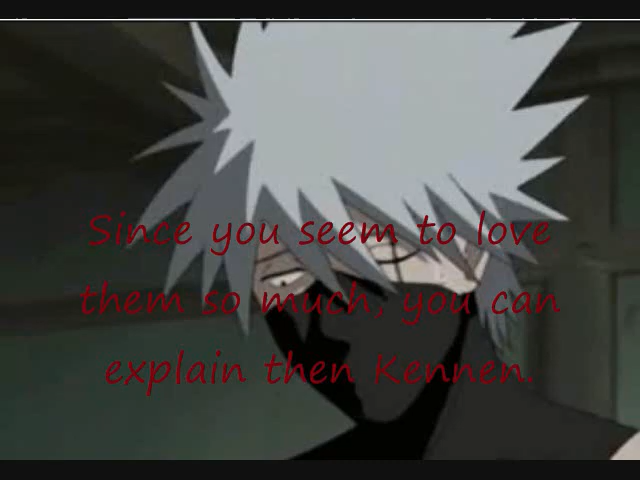 Since you seem to love
them so much, you can
explain then Kennen.